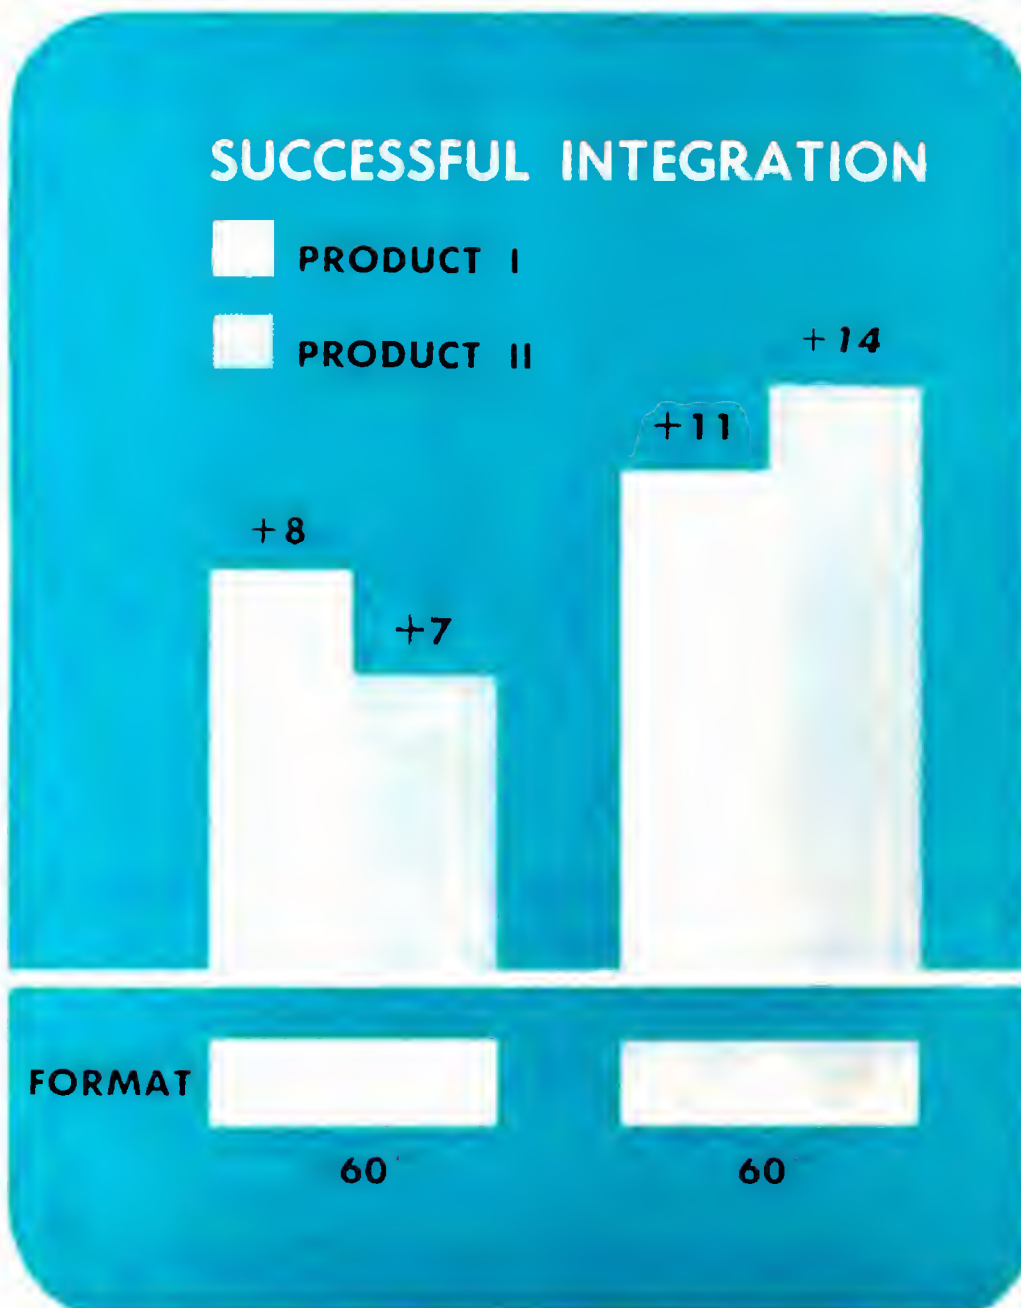 SUCCESSFUL INTEGRATION
PRODUCT I
PRODUCT II
+14
+11
+8
+7
FORMAT
60
60